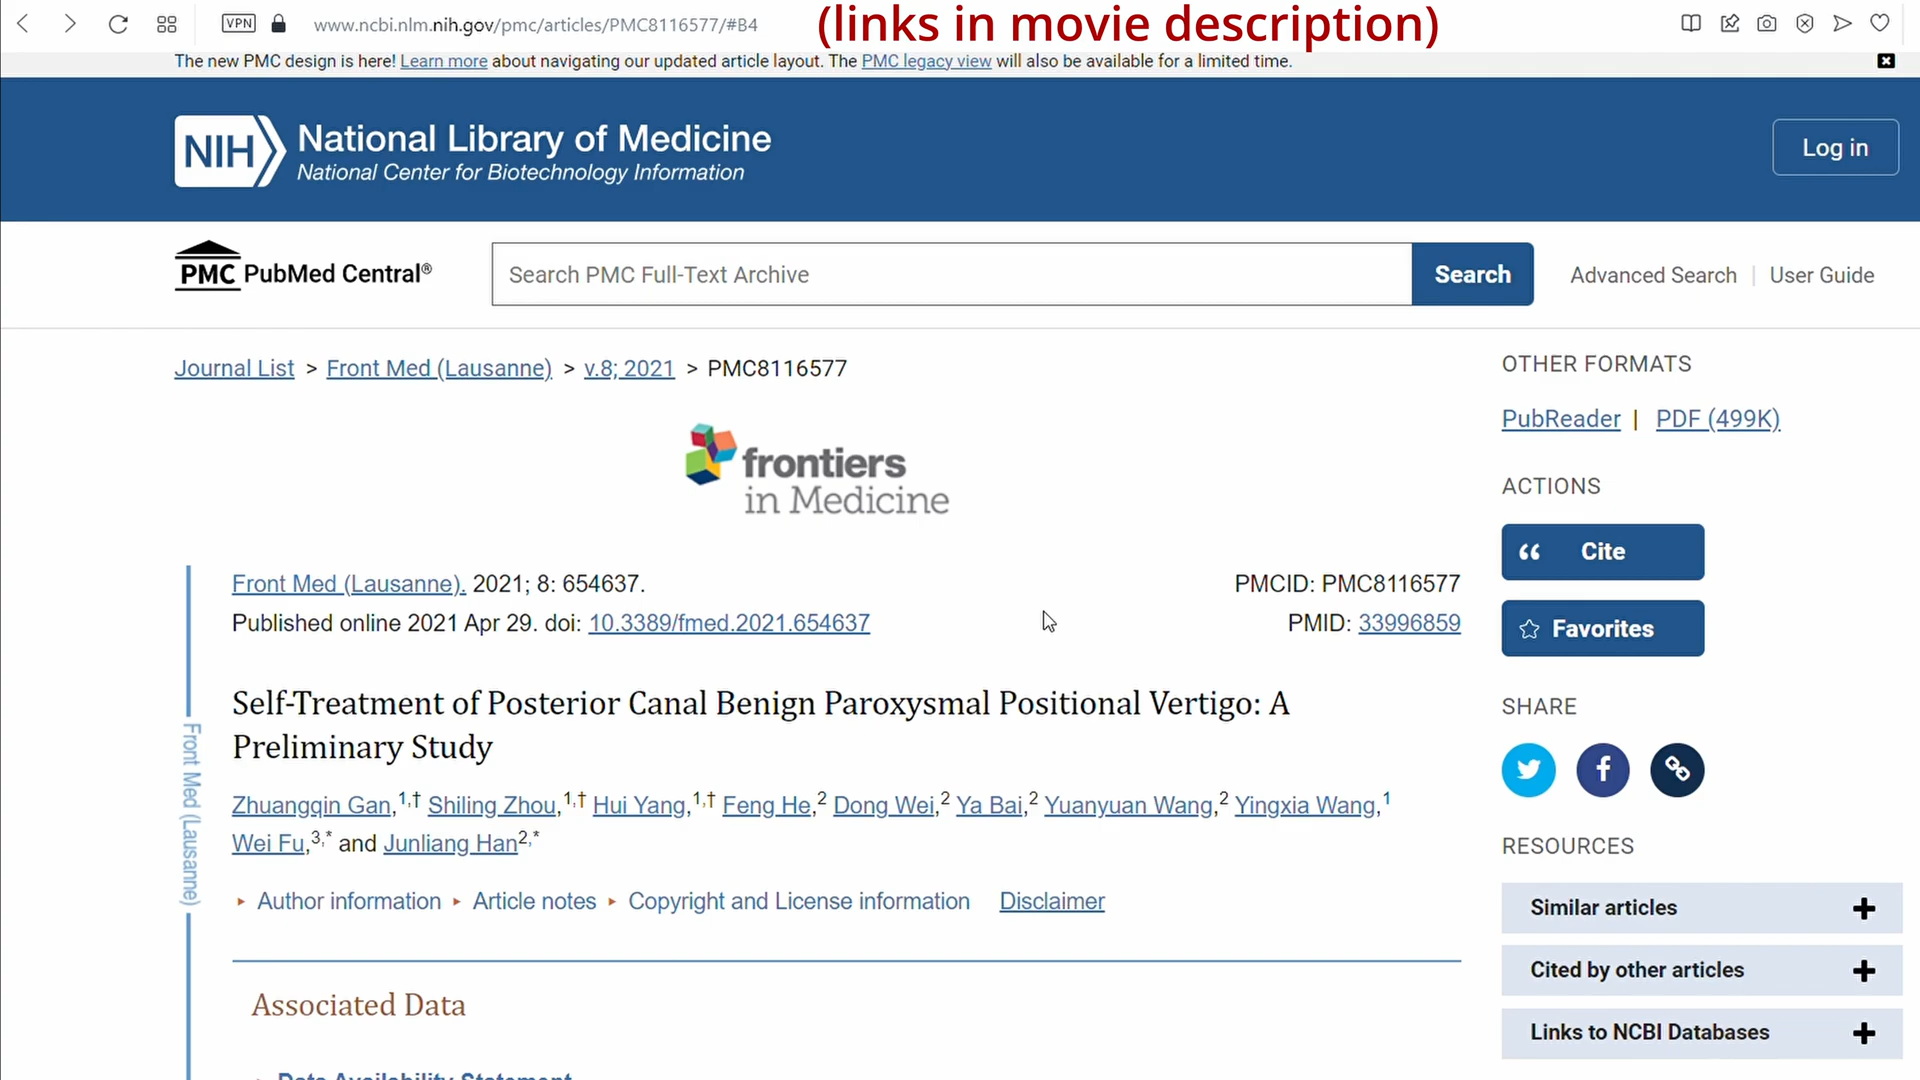 VPN
www.ncbi.nlm.nih.gov/pmc/articles/PMC8116577/#B4
(links in movie description)
The new PMC design is here! Learn more about navigating our updated article layout. The PMC legacy view will also be available for a limited time.
NIH
National Library of Medicine
National Center for Biotechnology Information
Log in
PMC PubMed Central®
Search PMC Full-Text Archive
Search
Advanced Search | User Guide
Journal List > Front Med (Lausanne) > v.8; 2021 > PMC8116577
frontiers
in Medicine
Front Med (Lausanne). 2021; 8: 654637.
PMCID: PMC8116577
Published online 2021 Apr 29. doi: 10.3389/fmed.2021.654637
PMID: 33996859
Self-Treatment of Posterior Canal Benign Paroxysmal Positional Vertigo: A
Preliminary Study
Zhuangqin Gan,1,† Shiling Zhou,1,† Hui Yang,1,† Feng He,2 Dong Wei,2 Ya Bai,2 Yuanyuan Wang,2 Yingxia Wang,1
Wei Fu,3,* and Junliang Han2,*
Author information
Article notes
Copyright and License information
Disclaimer
Associated Data
Data Availability Statement
Front Med (Lausanne)
OTHER FORMATS
PubReader | PDF (499K)
ACTIONS
Cite
Favorites
SHARE
RESOURCES
Similar articles
Cited by other articles
Links to NCBI Databases